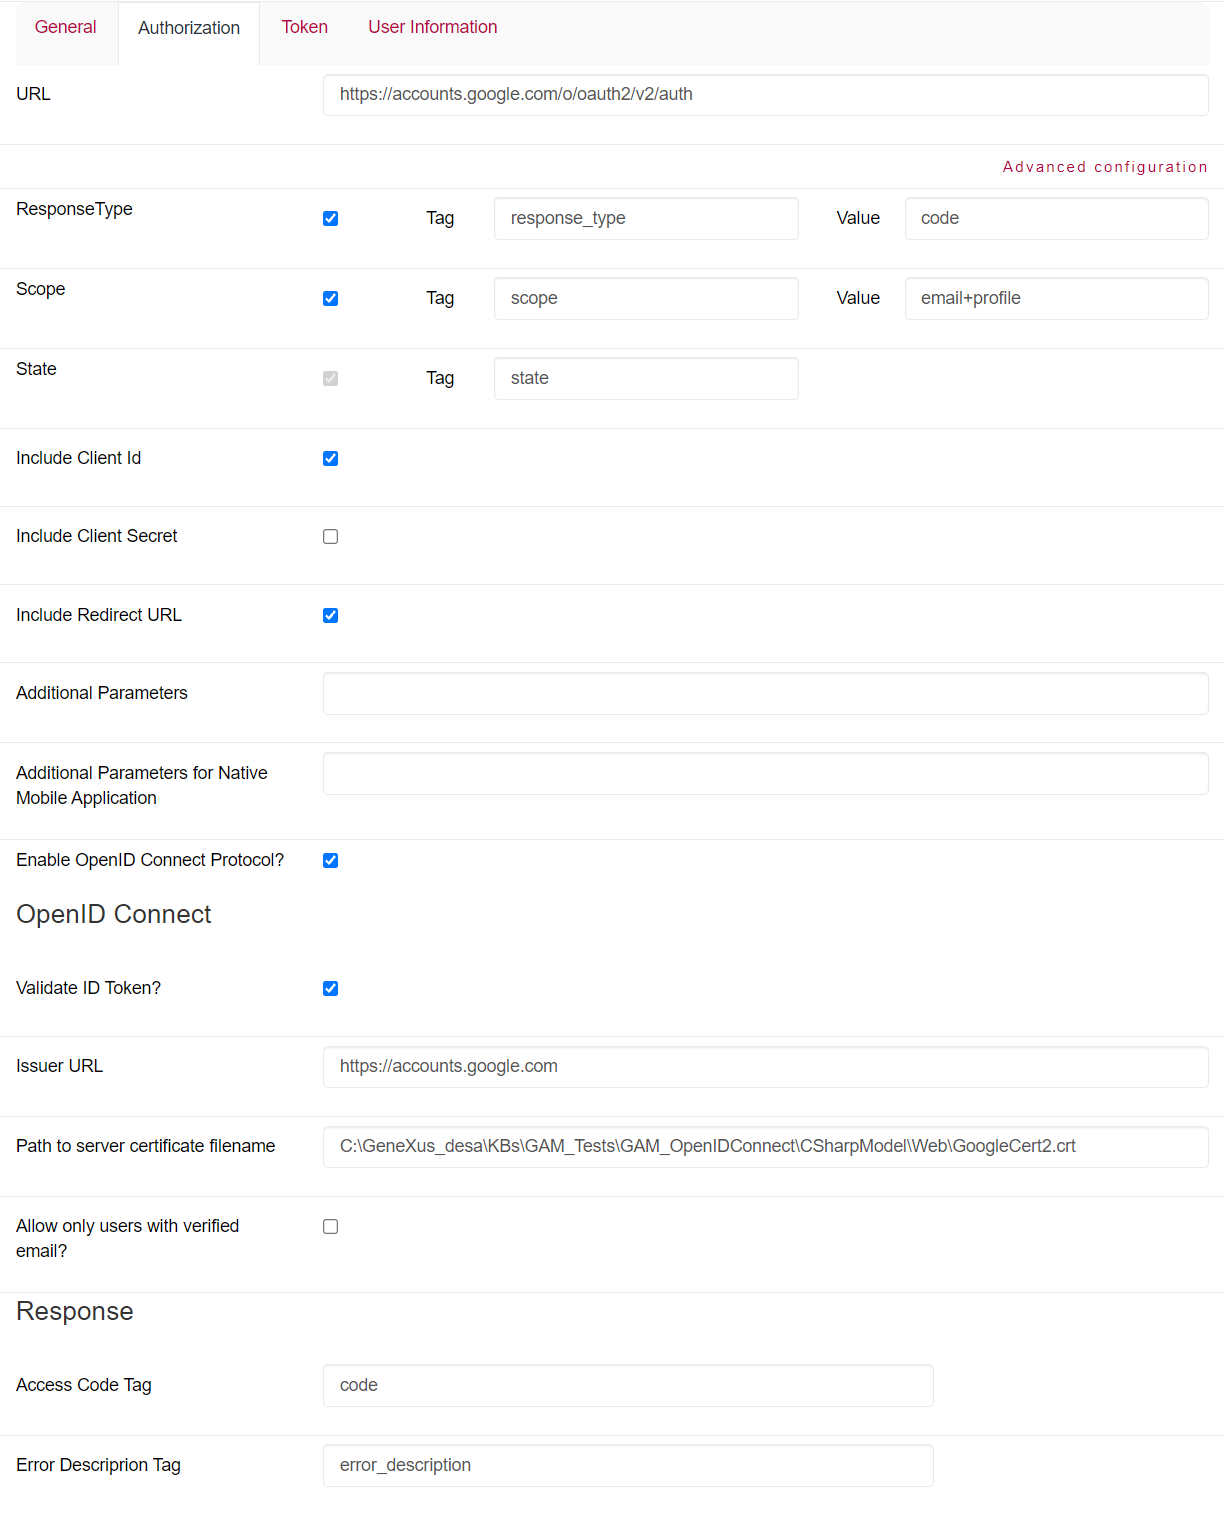 General Authorization Token User Information
URL https://accounts.google.com/o/oauth2/v2/auth
Advanced configuration
ResponseType Tag response_type Value code
Scope Tag scope Value email+profile
State Tag state
Include Client Id
Include Client Secret
Include Redirect URL
Additional Parameters
Additional Parameters for Native
Mobile Application
Enable OpenID Connect Protocol?
OpenID Connect
Validate ID Token?
Issuer URL https://accounts.google.com
Path to server certificate filename C:\GeneXus_desa\KBs\GAM_Tests\GAM_OpenIDConnect\CSharpModel\Web\GoogleCert2.crt
Allow only users with verified
email?
Response
Access Code Tag code
Error Descriprion Tag error_description